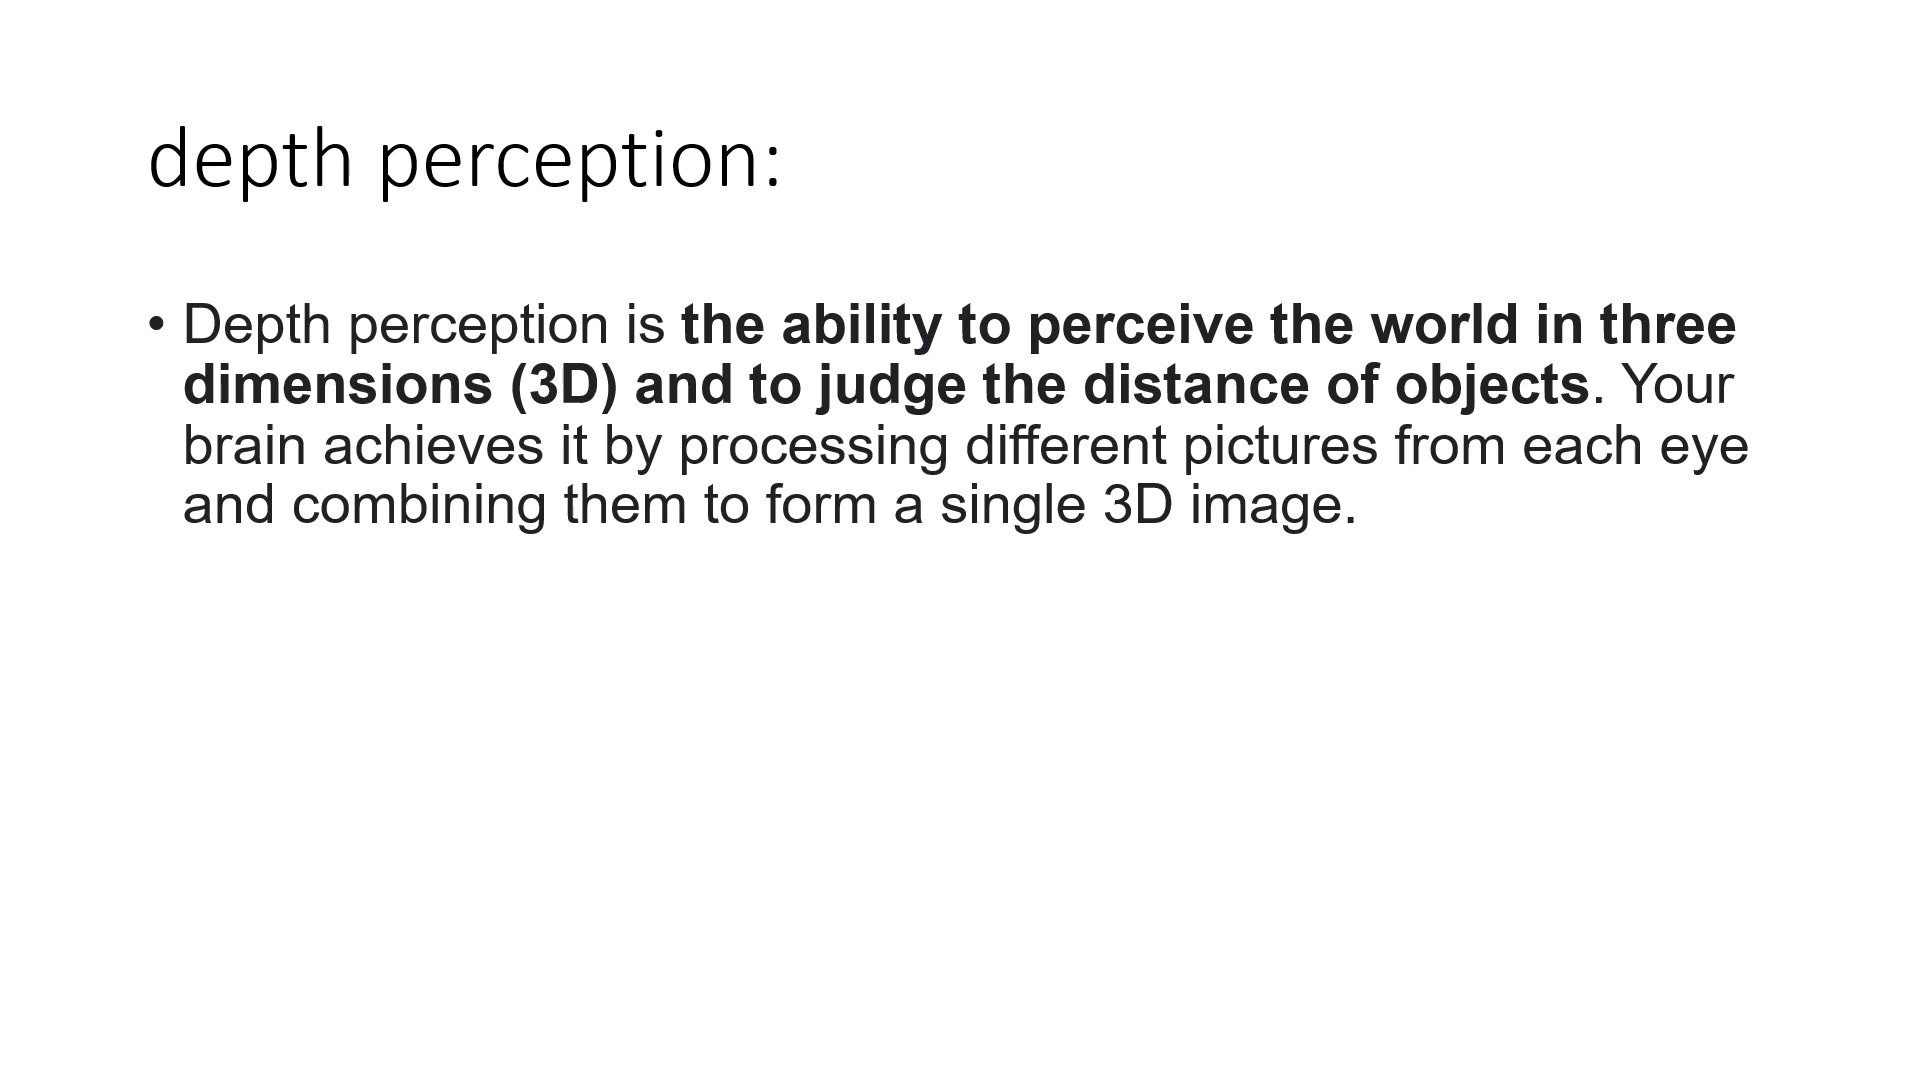 depth perception:
• Depth perception is the ability to perceive the world in three
dimensions (3D) and to judge the distance of objects. Your
brain achieves it by processing different pictures from each eye
and combining them to form a single 3D image.